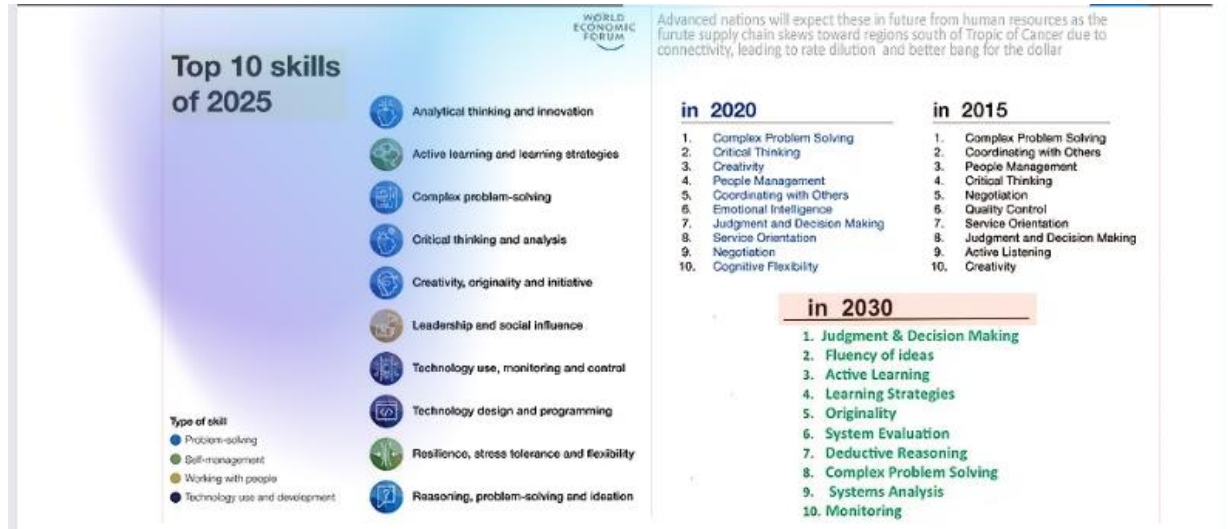 WORLD
ECONOMIC
FORUM
Top 10 skills
of 2025
Analytical thinking and innovation
Active learning and learning strategies
Complex problem-solving
Critical thinking and analysis
Creativity, originality and initiative
Leadership and social influence
Technology use, monitoring and control
Technology design and programming
Resilience, stress tolerance and flexibility
Reasoning, problem-solving and ideation
Type of skill
Problem-solving
Self-management
Working with people
Technology use and development
Advanced nations will expect these in future from human resources as the
furute supply chain skews toward regions south of Tropic of Cancer due to
connectivity, leading to rate dilution and better bang for the dollar
in 2020
1. Complex Problem Solving
2. Critical Thinking
3. Creativity
4. People Management
5. Coordinating with Others
6. Emotional Intelligence
7. Judgment and Decision Making
8. Service Orientation
9. Negotiation
10. Cognitive Flexibility
in 2015
1. Complex Problem Solving
2. Coordinating with Others
3. People Management
4. Critical Thinking
5. Negotiation
6. Quality Control
7. Service Orientation
8. Judgment and Decision Making
9. Active Listening
10. Creativity
in 2030
1. Judgment & Decision Making
2. Fluency of ideas
3. Active Learning
4. Learning Strategies
5. Originality
6. System Evaluation
7. Deductive Reasoning
8. Complex Problem Solving
9. Systems Analysis
10. Monitoring